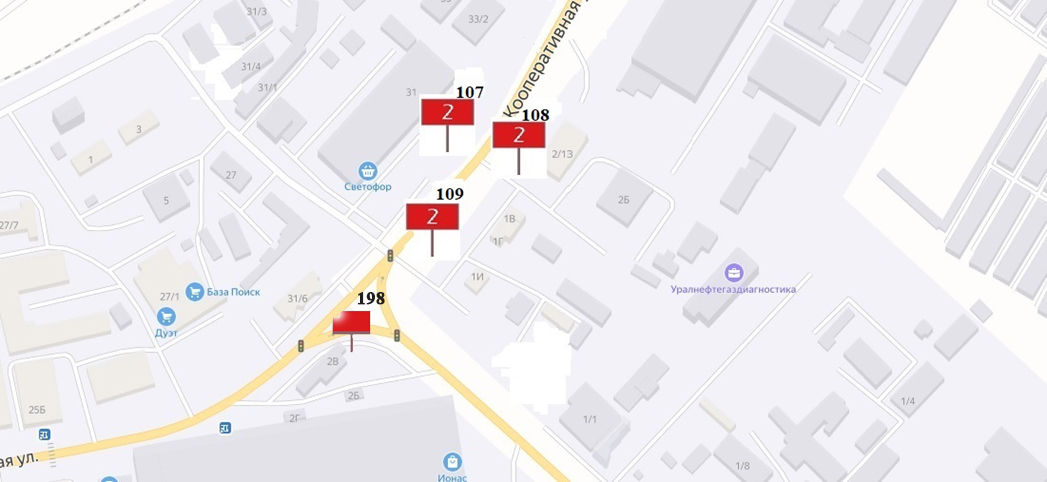 31/3
33/2
31/4
31/1
31
107
2
Кооперативная
108
2
2/13
3
1
Светофор
27
5
109
2
2Б
27/7
1В
1Г
1И
Уралнефтегаздиагностика
База Поиск
27/1
31/6
198
Дуэт
2В
2Б
25Б
2Г
1/1
1/4
ая ул.
Ионас
1/8